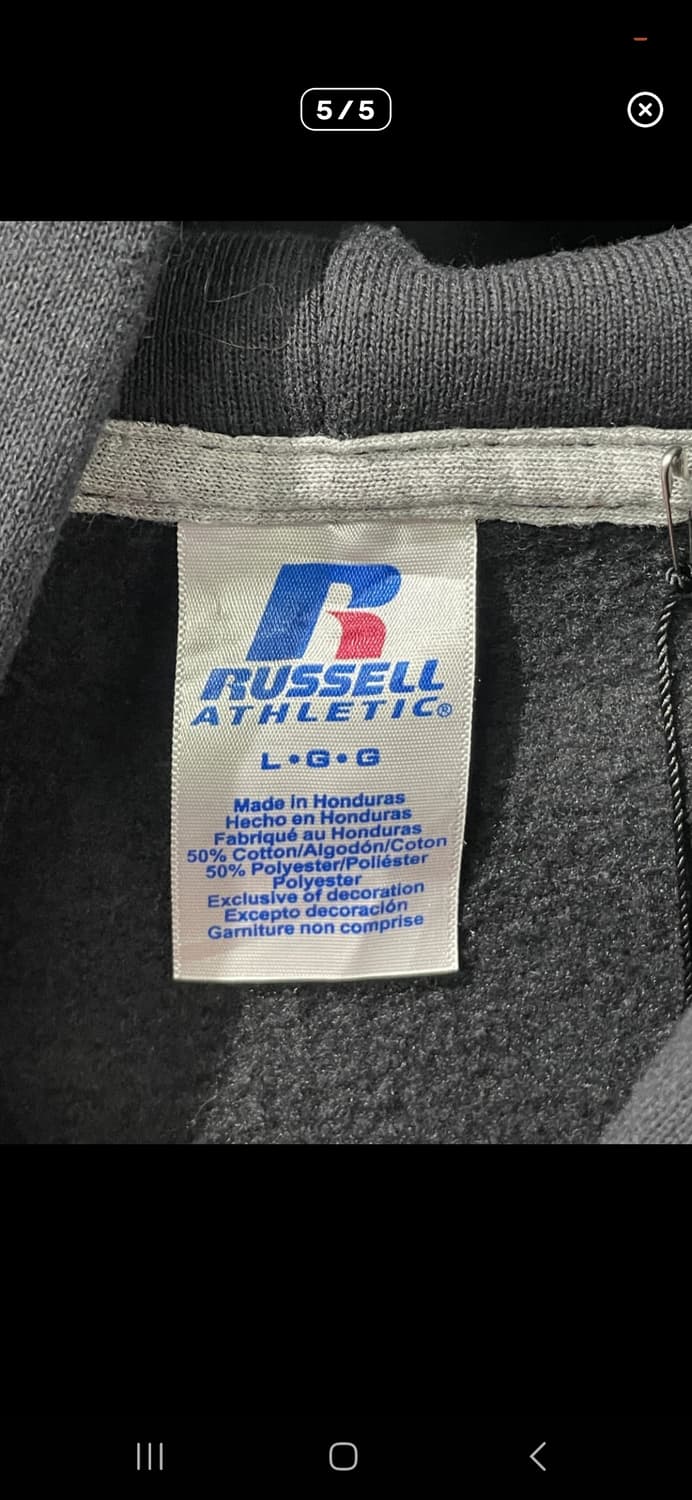 5/5
RUSSELL
ATHLETIC®
L•G•G
Made in Honduras
Hecho en Honduras
Fabriqué au Honduras
50% Cotton/Algodón/Coton
50% Polyester/Poliéster
Polyester
Exclusive of decoration
Excepto decoración
Garniture non comprise